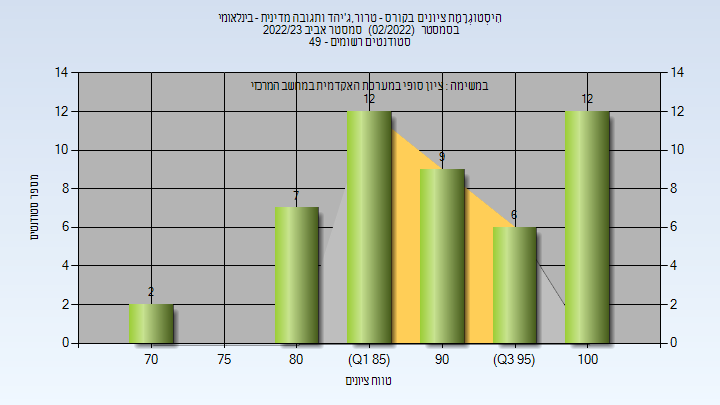 היסטוגרמת ציונים בקורס - טרור,ג'יהד ותגובה מדינית - בינלאומי
בסמסטר (02/2022) סמסטר אביב 2022/23
סטודנטים רשומים - 49
במשימה : ציון סופי במערכת האקדמית במחשב המרכזי
14 14
12 12
10 10
8 8
6 6
4 4
2 2
0 0
2
7
12
9
6
12
מספר סטודנטים
70 75 80 (Q1 85) 90 (Q3 95) 100
טווח ציונים